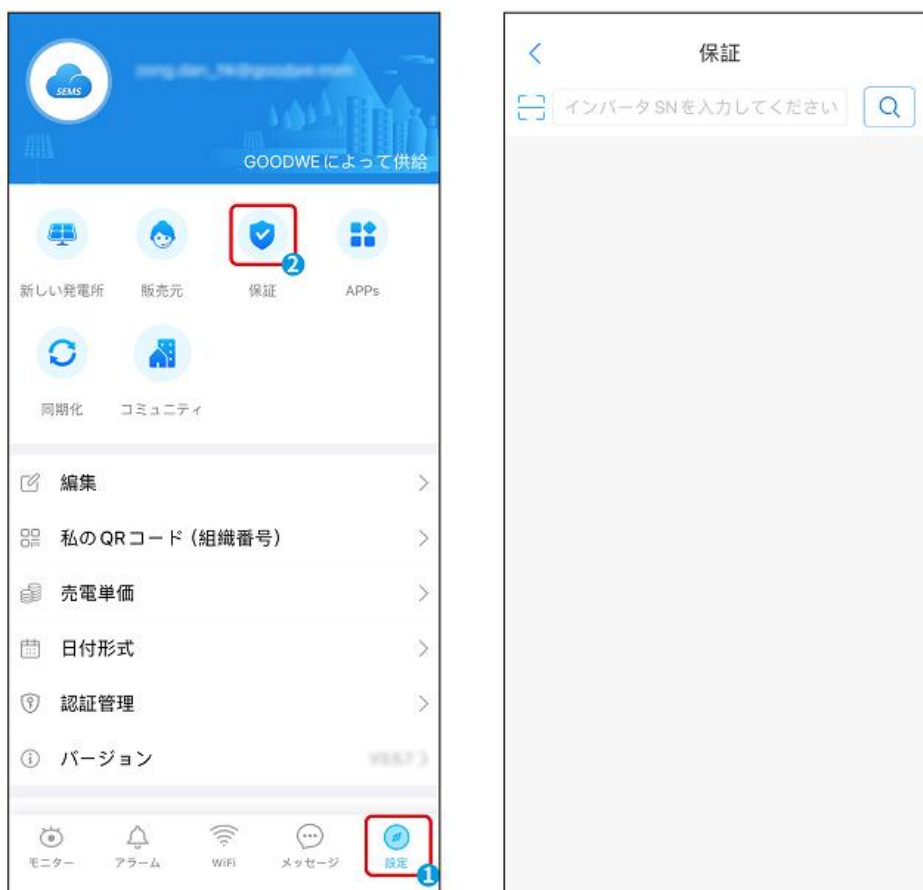 SEMS
GOODWEによって供給
新しい発電所
販売元
保証
APPs
2
同期化
コミュニティ
編集
私のQRコード（組織番号）
売電単価
日付形式
認証管理
バージョン
モニター
アラーム
WiFi
メッセージ
設定
1
保証
インバータSNを入力してください